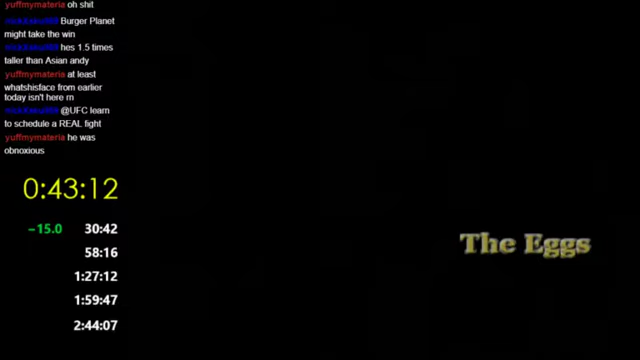 yuffmymateria oh shit
Burger Planet
might take the win
hes 1.5 times
taller than Asian andy
yuffmymateria at least
whatshisface from earlier
today isn't here rn
@UFC learn
to schedule a REAL fight
yuffmymateria he was
obnoxious
0:43:12
-15.0 30:42
58:16
1:27:12
1:59:47
2:44:07
The Eggs